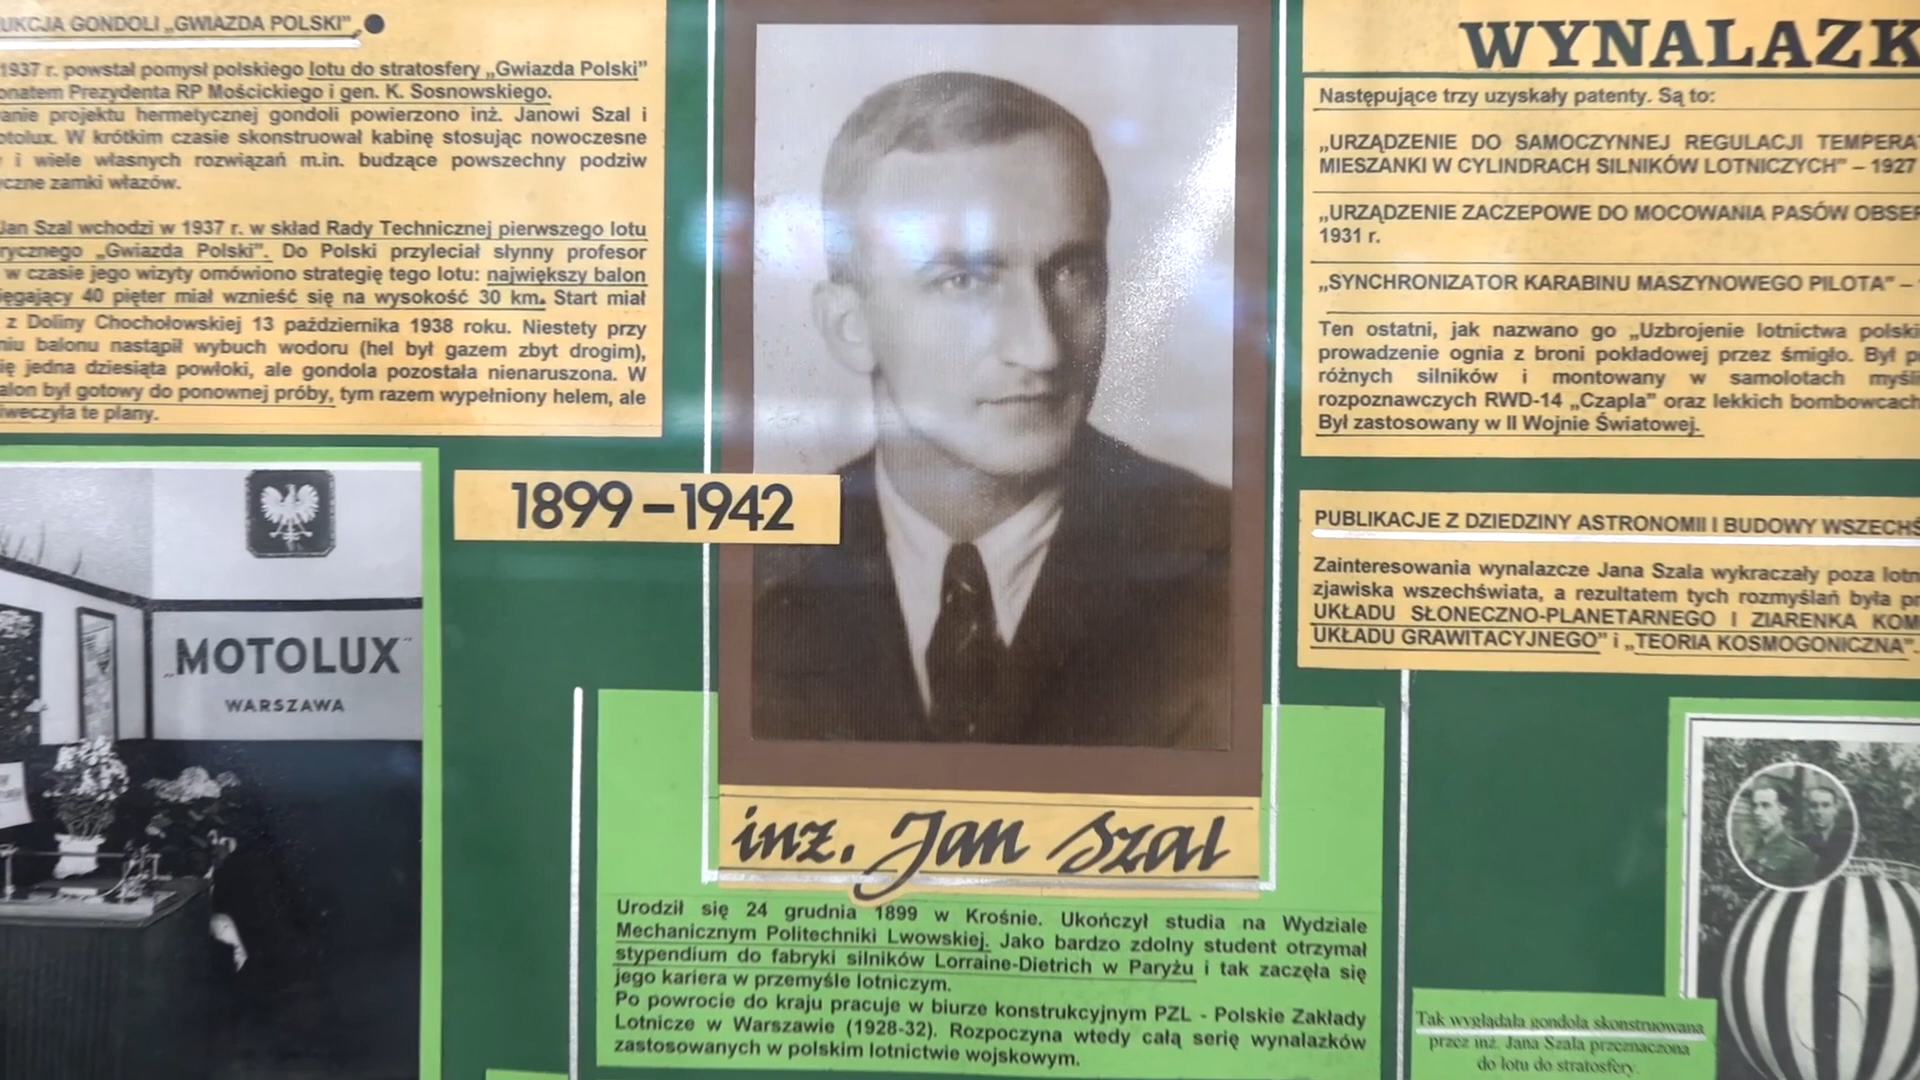 UKCJA GONDOLI „GWIAZDA POLSKI”
1937 r. powstał pomysł polskiego lotu do stratosfery „Gwiazda Polski”
onatem Prezydenta RP Mościckiego i gen. K. Sosnowskiego.
anie projektu hermetycznej gondoli powierzono inż. Janowi Szal i
otolux. W krótkim czasie skonstruował kabinę stosując nowoczesne
i wiele własnych rozwiązań m.in. budzące powszechny podziw
czne zamki włazów.
Jan Szal wchodzi w 1937 r. w skład Rady Technicznej pierwszego lotu
rycznego „Gwiazda Polski”. Do Polski przyleciał słynny profesor
w czasie jego wizyty omówiono strategię tego lotu: największy balon
ięgający 40 pięter miał wznieść się na wysokość 30 km. Start miał
z Doliny Chochołowskiej 13 października 1938 roku. Niestety przy
niu balonu nastąpił wybuch wodoru (hel był gazem zbyt drogim),
ię jedna dziesiąta powłoki, ale gondola pozostała nienaruszona. W
alon był gotowy do ponownej próby, tym razem wypełniony helem, ale
iweczyła te plany.
„MOTOLUX”
WARSZAWA
1899–1942
inż. Jan Szal
Urodził się 24 grudnia 1899 w Krośnie. Ukończył studia na Wydziale
Mechanicznym Politechniki Lwowskiej. Jako bardzo zdolny student otrzymał
stypendium do fabryki silników Lorraine-Dietrich w Paryżu i tak zaczęła się
jego kariera w przemyśle lotniczym.
Po powrocie do kraju pracuje w biurze konstrukcyjnym PZL - Polskie Zakłady
Lotnicze w Warszawie (1928-32). Rozpoczyna wtedy całą serię wynalazków
zastosowanych w polskim lotnictwie wojskowym.
WYNALAZK
Następujące trzy uzyskały patenty. Są to:
„URZĄDZENIE DO SAMOCZYNNEJ REGULACJI TEMPERA
MIESZANKI W CYLINDRACH SILNIKÓW LOTNICZYCH” – 1927
„URZĄDZENIE ZACZEPOWE DO MOCOWANIA PASÓW OBSER
1931 r.
„SYNCHRONIZATOR KARABINU MASZYNOWEGO PILOTA” –
Ten ostatni, jak nazwano go „Uzbrojenie lotnictwa polski
prowadzenie ognia z broni pokładowej przez śmigło. Był p
różnych silników i montowany w samolotach myśli
rozpoznawczych RWD-14 „Czapla” oraz lekkich bombowcach
Był zastosowany w II Wojnie Światowej.
PUBLIKACJE Z DZIEDZINY ASTRONOMII I BUDOWY WSZECHŚ
Zainteresowania wynalazcze Jana Szala wykraczały poza lotn
zjawiska wszechświata, a rezultatem tych rozmyślań była p
UKŁADU SŁONECZNO-PLANETARNEGO I ZIARENKA KOM
UKŁADU GRAWITACYJNEGO” i „TEORIA KOSMOGONICZNA”.
Tak wyglądała gondola skonstruowana
przez inż. Jana Szala przeznaczona
do lotu do stratosfery.